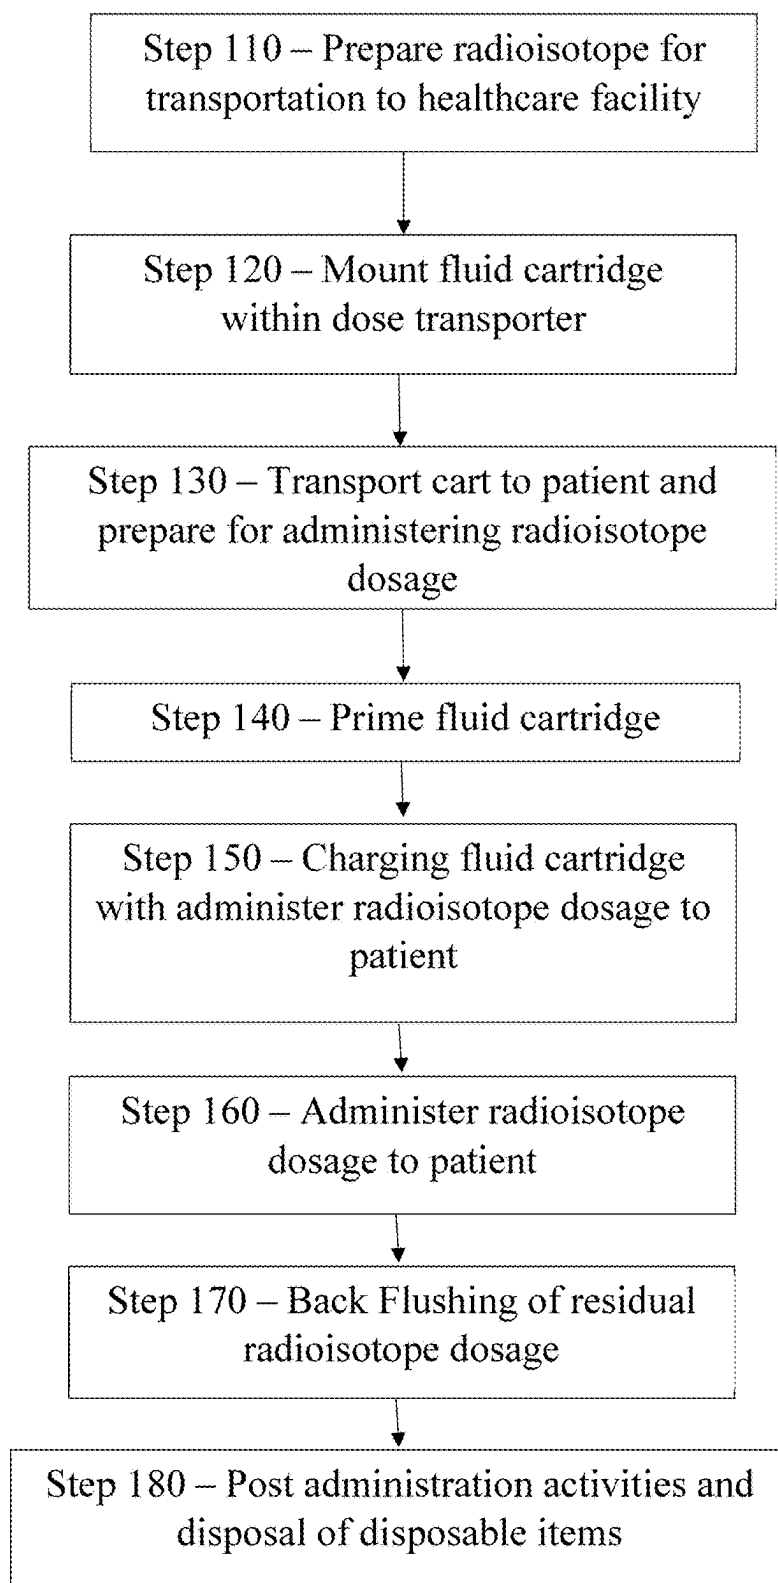 Step 110 – Prepare radioisotope for
transportation to healthcare facility
Step 120 – Mount fluid cartridge
within dose transporter
Step 130 – Transport cart to patient and
prepare for administering radioisotope
dosage
Step 140 – Prime fluid cartridge
Step 150 – Charging fluid cartridge
with administer radioisotope dosage to
patient
Step 160 – Administer radioisotope
dosage to patient
Step 170 – Back Flushing of residual
radioisotope dosage
Step 180 – Post administration activities and
disposal of disposable items